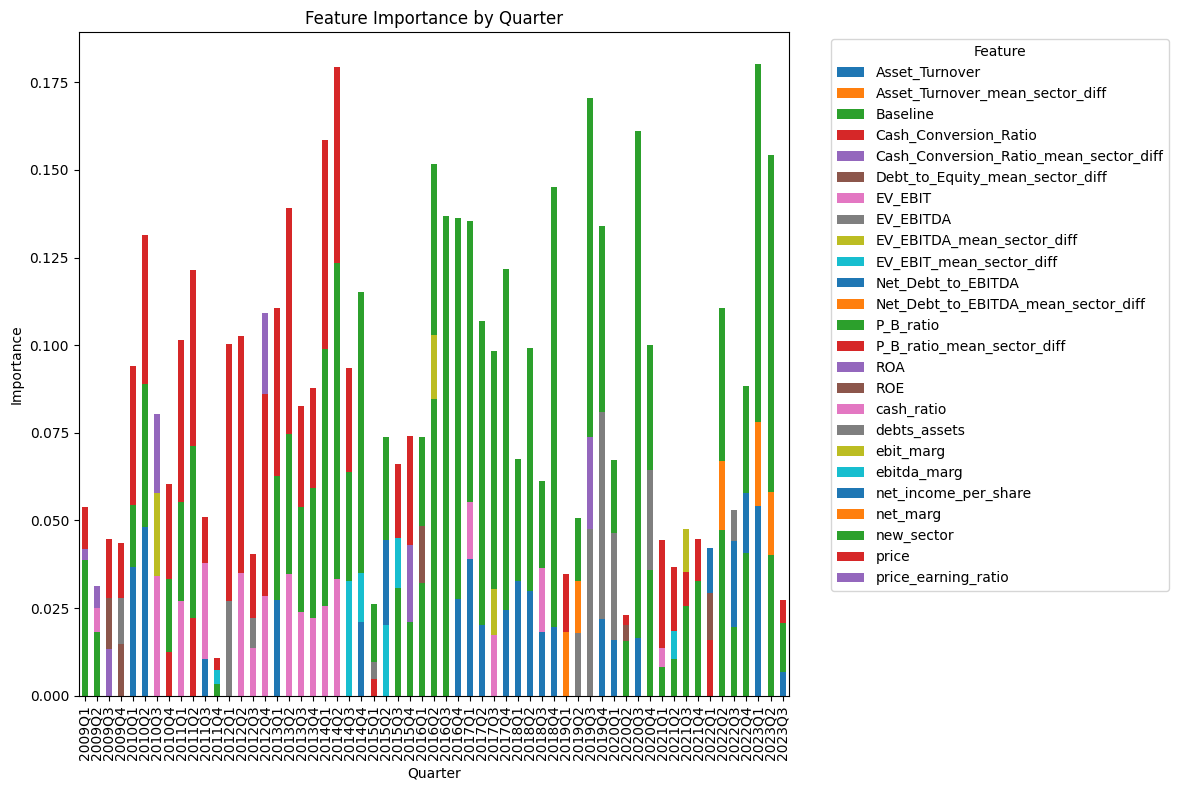 Feature Importance by Quarter
Importance
0.175
0.150
0.125
0.100
0.075
0.050
0.025
0.000
2009Q1
2009Q2
2009Q3
2009Q4
2010Q1
2010Q2
2010Q3
2010Q4
2011Q1
2011Q2
2011Q3
2011Q4
2012Q1
2012Q2
2012Q3
2012Q4
2013Q1
2013Q2
2013Q3
2013Q4
2014Q1
2014Q2
2014Q3
2014Q4
2015Q1
2015Q2
2015Q3
2015Q4
2016Q1
2016Q2
2016Q3
2016Q4
2017Q1
2017Q2
2017Q3
2017Q4
2018Q1
2018Q2
2018Q3
2018Q4
2019Q1
2019Q2
2019Q3
2019Q4
2020Q1
2020Q2
2020Q3
2020Q4
2021Q1
2021Q2
2021Q3
2021Q4
2022Q1
2022Q2
2022Q3
2022Q4
2023Q1
2023Q2
2023Q3
Quarter
Feature
Asset_Turnover
Asset_Turnover_mean_sector_diff
Baseline
Cash_Conversion_Ratio
Cash_Conversion_Ratio_mean_sector_diff
Debt_to_Equity_mean_sector_diff
EV_EBIT
EV_EBITDA
EV_EBITDA_mean_sector_diff
EV_EBIT_mean_sector_diff
Net_Debt_to_EBITDA
Net_Debt_to_EBITDA_mean_sector_diff
P_B_ratio
P_B_ratio_mean_sector_diff
ROA
ROE
cash_ratio
debts_assets
ebit_marg
ebitda_marg
net_income_per_share
net_marg
new_sector
price
price_earning_ratio